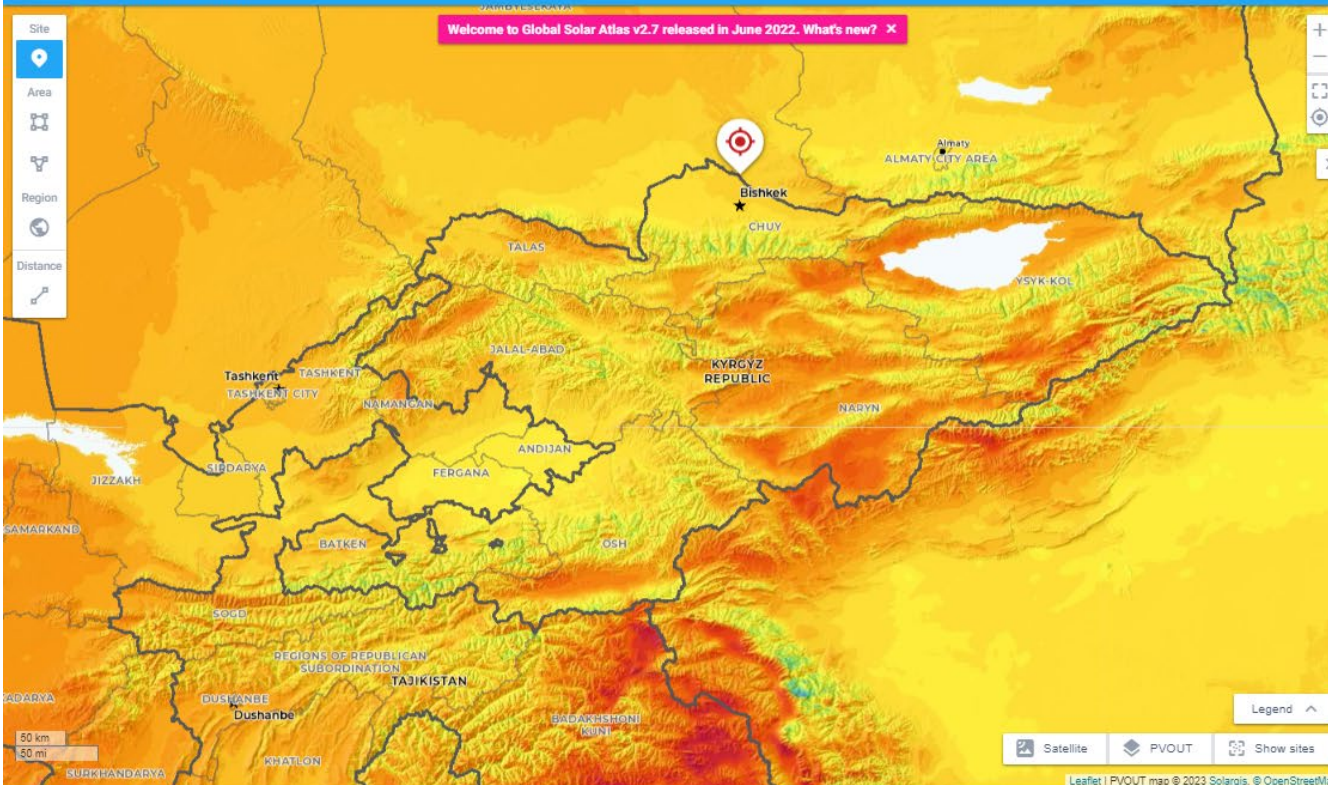 JAMBYLSKAYA
Site
Welcome to Global Solar Atlas v2.7 released in June 2022. What's new? ×
Area
Almaty
ALMATY CITY AREA
Region
Bishkek
CHUY
TALAS
Distance
YSYK-KOL
JALAL-ABAD
KYRGYZ
REPUBLIC
Tashkent
TASHKENT
TASHKENT CITY
NAMANGAN
NARYN
ANDIJAN
SIRDARYA
FERGANA
JIZZAKH
SAMARKAND
BATKEN
OSH
SOGD
REGIONS OF REPUBLICAN
SUBORDINATION
TAJIKISTAN
KADARYA
DUSHANBE
Dushanbe
BADAKHSHONI
KUNI
Legend
50 km
50 mi
Satellite
PVOUT
Show sites
KHATLON
SURKHANDARYA
Leaflet | PVOUT map © 2023 Solargis, © OpenStreetMa